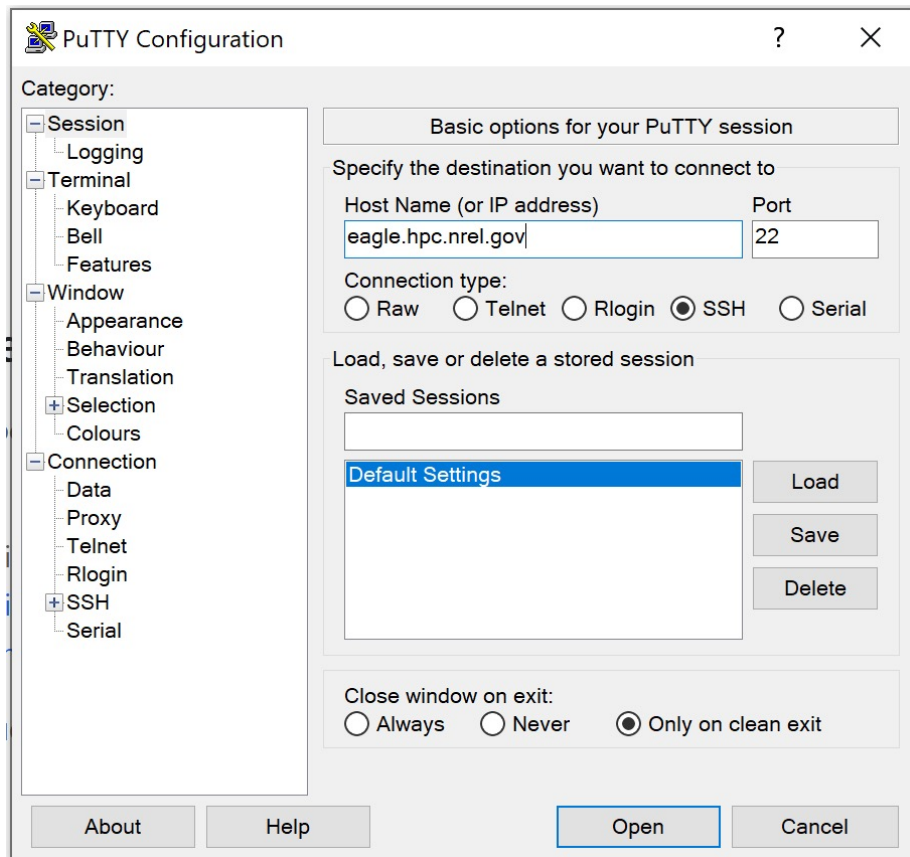 PuTTY Configuration
?
Category:
Session
Logging
Terminal
Keyboard
Bell
Features
Window
Appearance
Behaviour
Translation
Selection
Colours
Connection
Data
Proxy
Telnet
Rlogin
SSH
Serial
Basic options for your PuTTY session
Specify the destination you want to connect to
Host Name (or IP address) Port
eagle.hpc.nrel.gov 22
Connection type:
Raw Telnet Rlogin SSH Serial
Load, save or delete a stored session
Saved Sessions
Default Settings
Load
Save
Delete
Close window on exit:
Always Never Only on clean exit
About Help Open Cancel